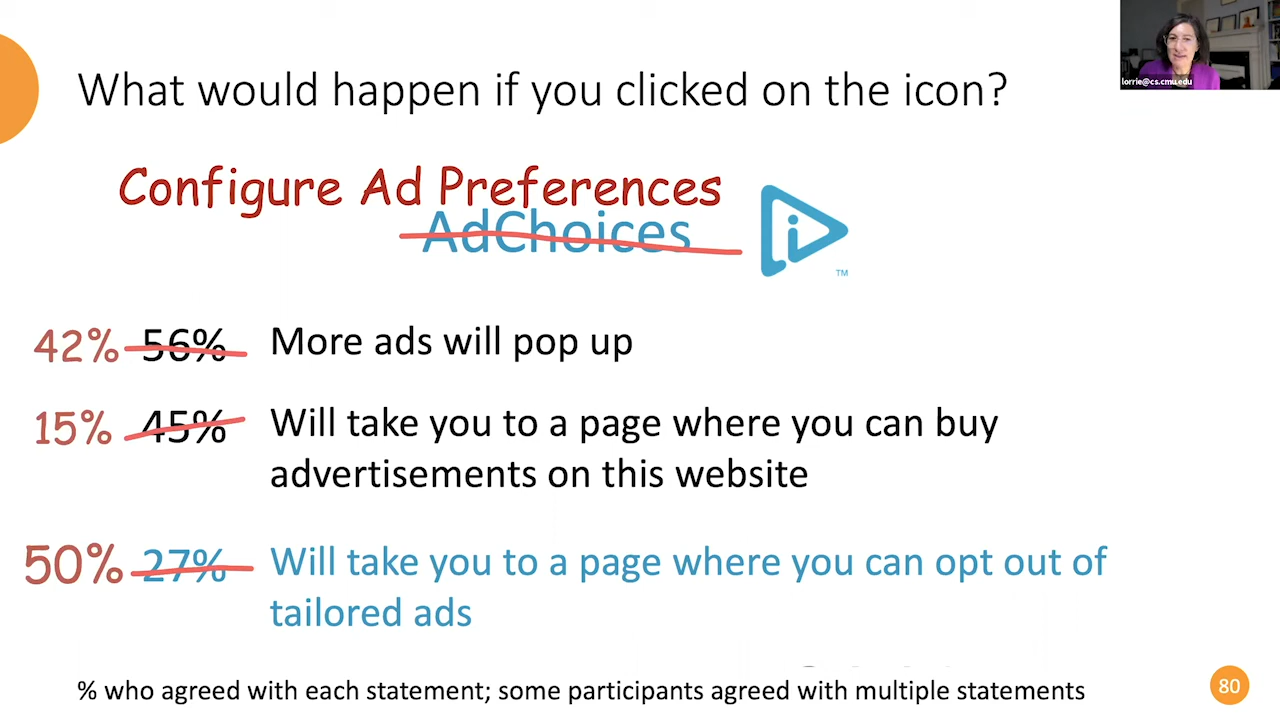 What would happen if you clicked on the icon?
lorrie@cs.cmu.edu
Configure Ad Preferences
AdChoices
TM
42% 56% More ads will pop up
15% 45% Will take you to a page where you can buy
advertisements on this website
50% 27% Will take you to a page where you can opt out of
tailored ads
% who agreed with each statement; some participants agreed with multiple statements
80